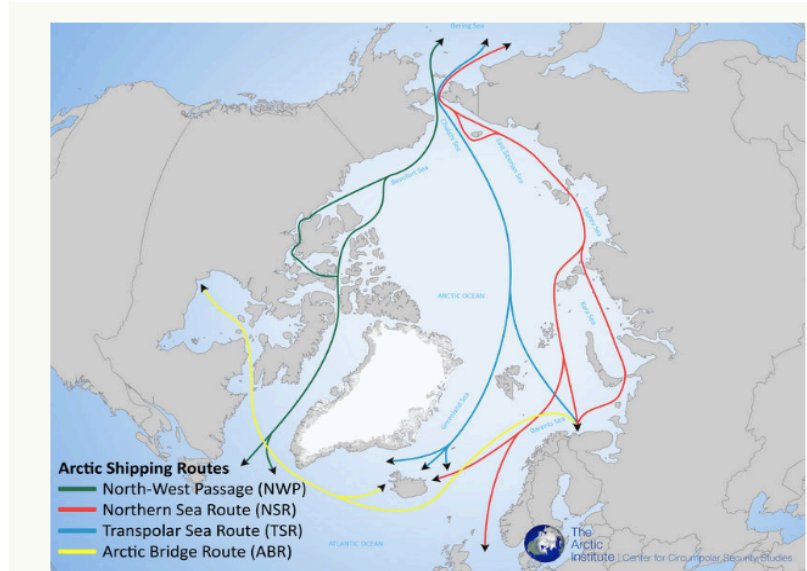 Bering Sea
Chukchi Sea
East Siberian Sea
Beaufort Sea
Laptev Sea
ARCTIC OCEAN
Kara Sea
Greenland Sea
Barents Sea
Arctic Shipping Routes
North-West Passage (NWP)
Northern Sea Route (NSR)
Transpolar Sea Route (TSR)
Arctic Bridge Route (ABR)
ATLANTIC OCEAN
The
Arctic
Institute | Center for Circumpolar Security Studies